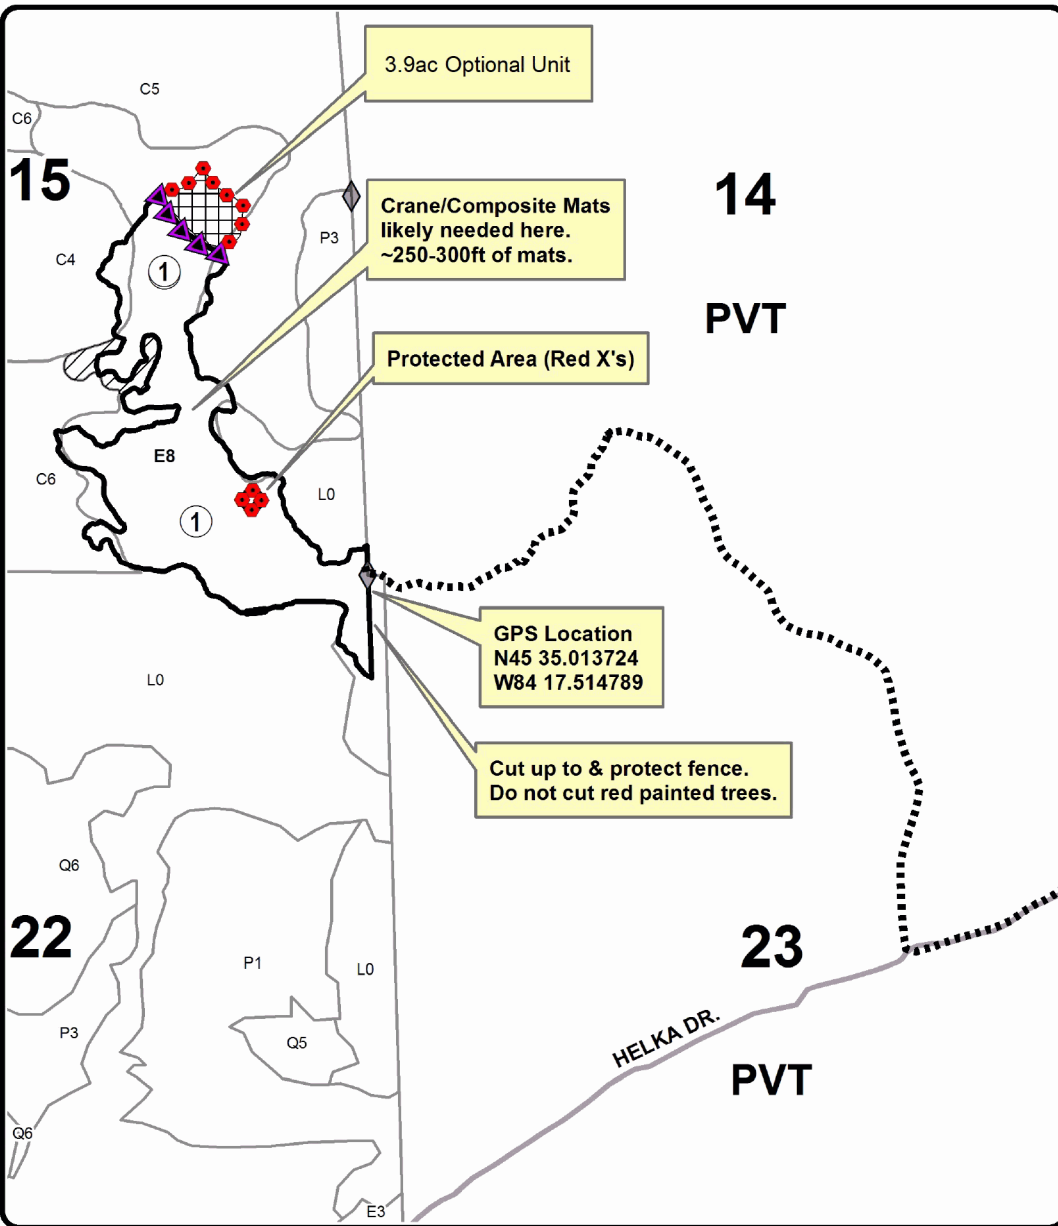 3.9ac Optional Unit
C5
C6
15
14
Crane/Composite Mats
likely needed here.
~250-300ft of mats.
P3
C4
1
PVT
Protected Area (Red X's)
E8
C6
L0
1
GPS Location
N45 35.013724
W84 17.514789
L0
Cut up to & protect fence.
Do not cut red painted trees.
Q6
22
23
P1
L0
P3
Q5
HELKA DR.
PVT
Q6
E3